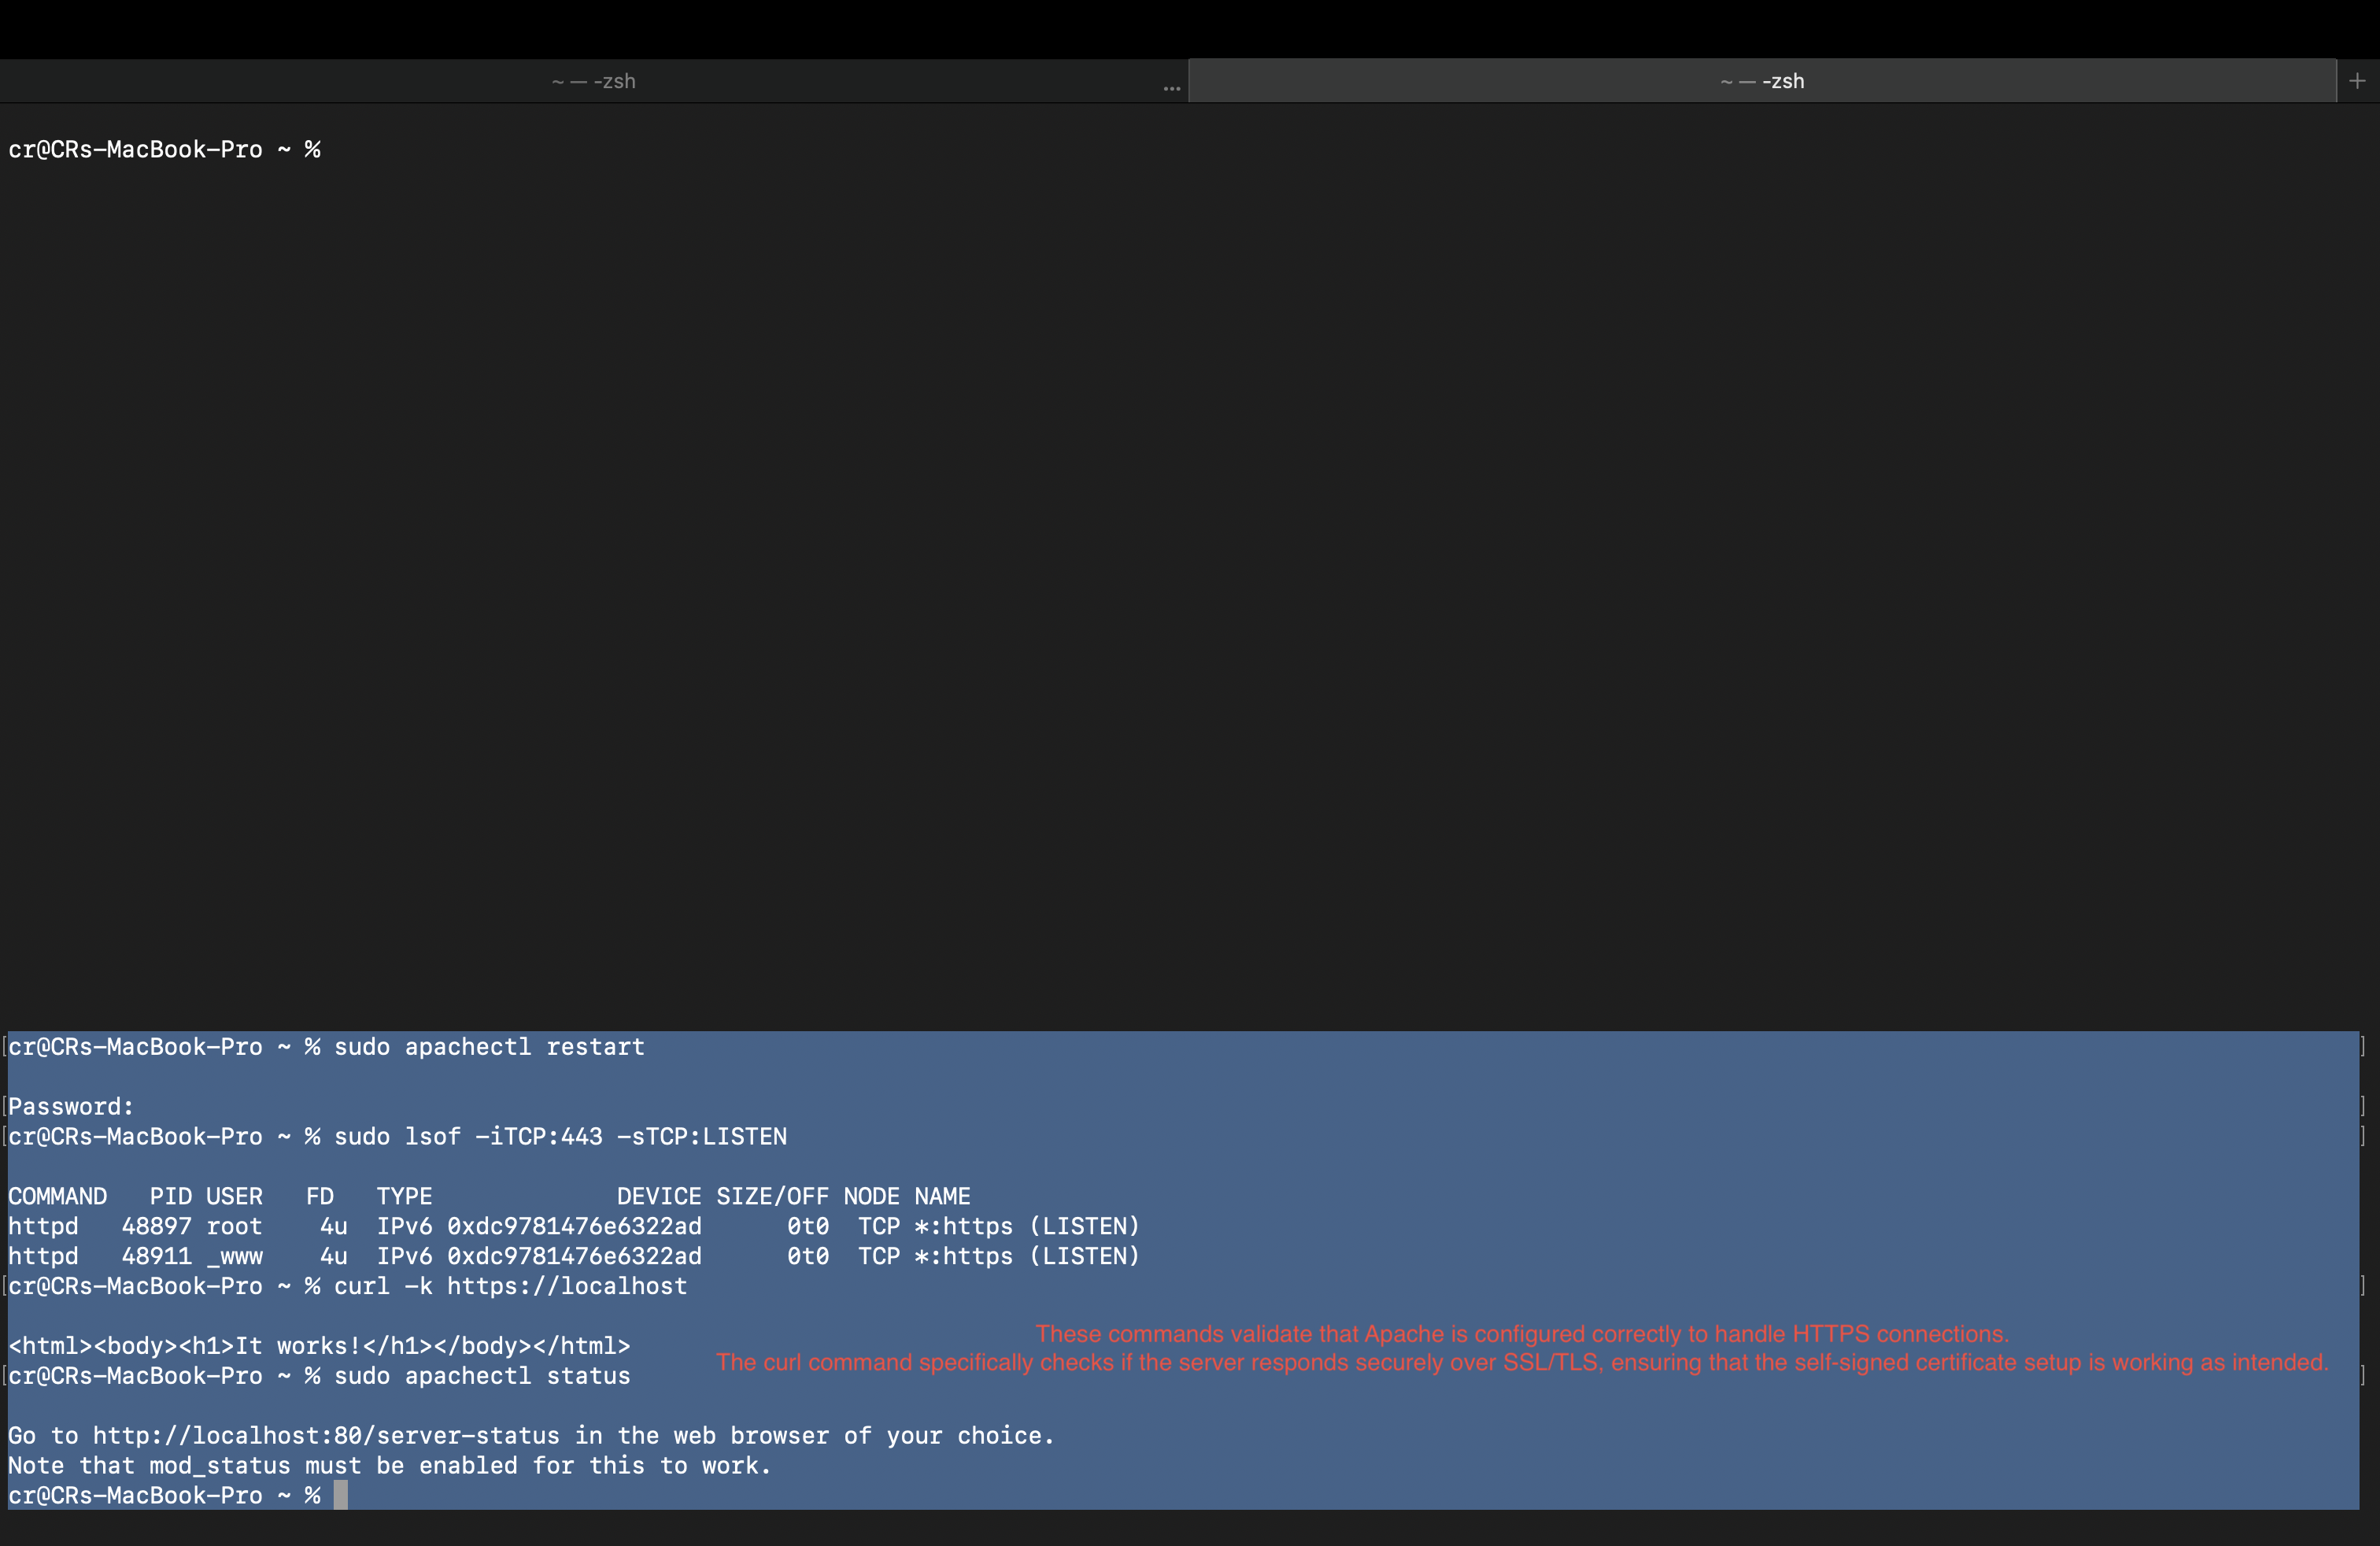 ~ — -zsh
...
~ — -zsh
+
cr@CRs-MacBook-Pro ~ %
[cr@CRs-MacBook-Pro ~ % sudo apachectl restart ]
[Password: ]
[cr@CRs-MacBook-Pro ~ % sudo lsof -iTCP:443 -sTCP:LISTEN ]
COMMAND   PID USER   FD   TYPE             DEVICE SIZE/OFF NODE NAME
httpd   48897 root    4u  IPv6 0xdc9781476e6322ad      0t0  TCP *:https (LISTEN)
httpd   48911 _www    4u  IPv6 0xdc9781476e6322ad      0t0  TCP *:https (LISTEN)
[cr@CRs-MacBook-Pro ~ % curl -k https://localhost ]
These commands validate that Apache is configured correctly to handle HTTPS connections.
<html><body><h1>It works!</h1></body></html>
The curl command specifically checks if the server responds securely over SSL/TLS, ensuring that the self-signed certificate setup is working as intended.
[cr@CRs-MacBook-Pro ~ % sudo apachectl status ]
Go to http://localhost:80/server-status in the web browser of your choice.
Note that mod_status must be enabled for this to work.
cr@CRs-MacBook-Pro ~ %